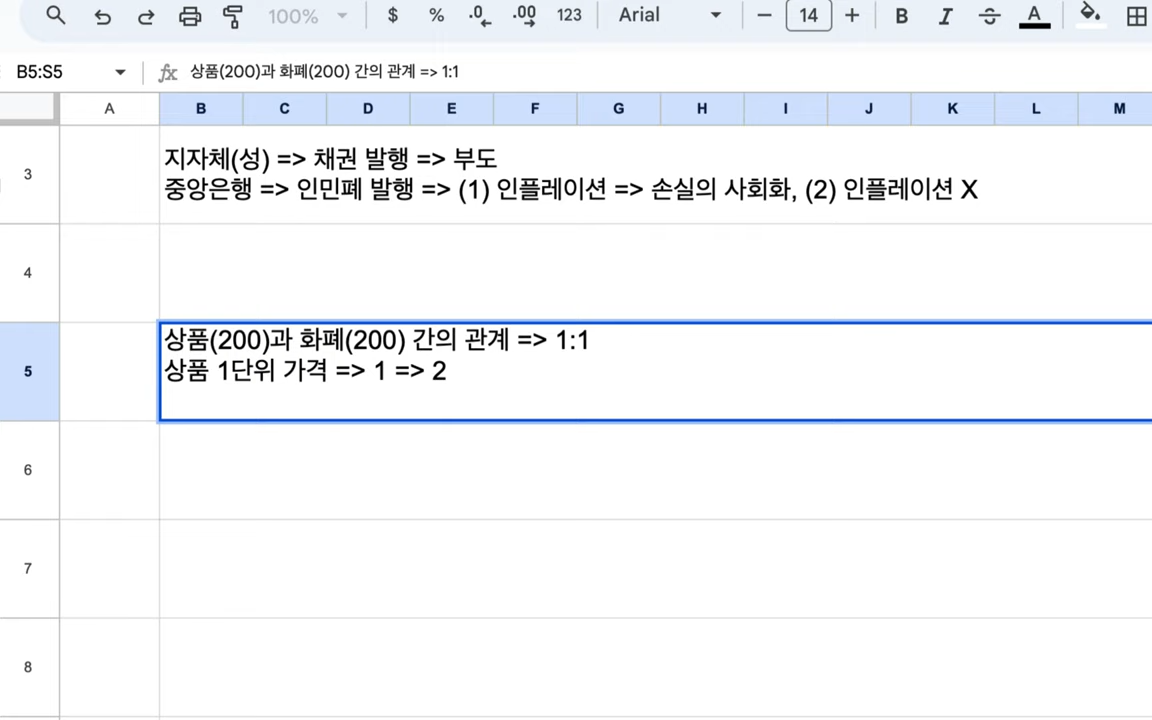 100%
$ % .0 .00 123 Arial 14 B I S A
B5:S5 fx 상품(200)과 화폐(200) 간의 관계 => 1:1
A B C D E F G H I J K L M
3
지자체(성) => 채권 발행 => 부도
중앙은행 => 인민폐 발행 => (1) 인플레이션 => 손실의 사회화, (2) 인플레이션 X
4
5
상품(200)과 화폐(200) 간의 관계 => 1:1
상품 1단위 가격 => 1 => 2
6
7
8